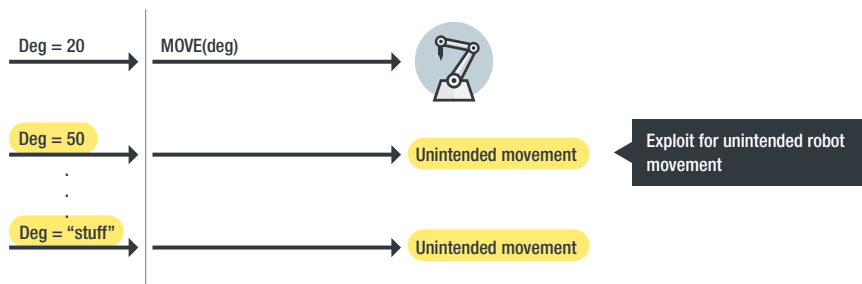 Deg = 20
MOVE(deg)
Deg = 50
Unintended movement
Exploit for unintended robot
movement
.
.
.
Deg = “stuff”
Unintended movement